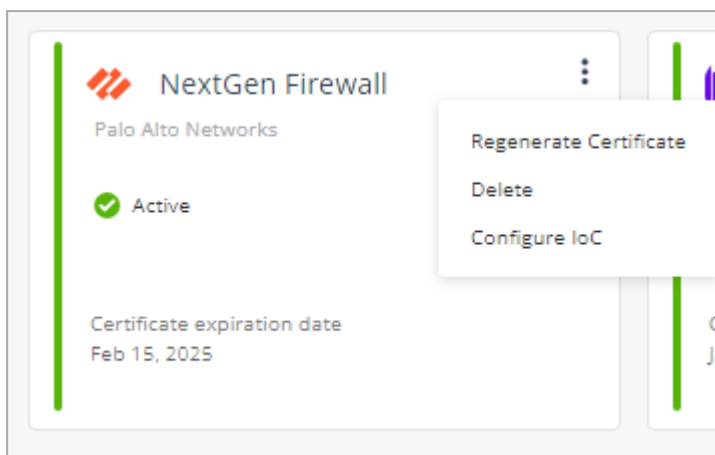 NextGen Firewall
Palo Alto Networks
Regenerate Certificate
Delete
Configure IoC
Active
Certificate expiration date
Feb 15, 2025